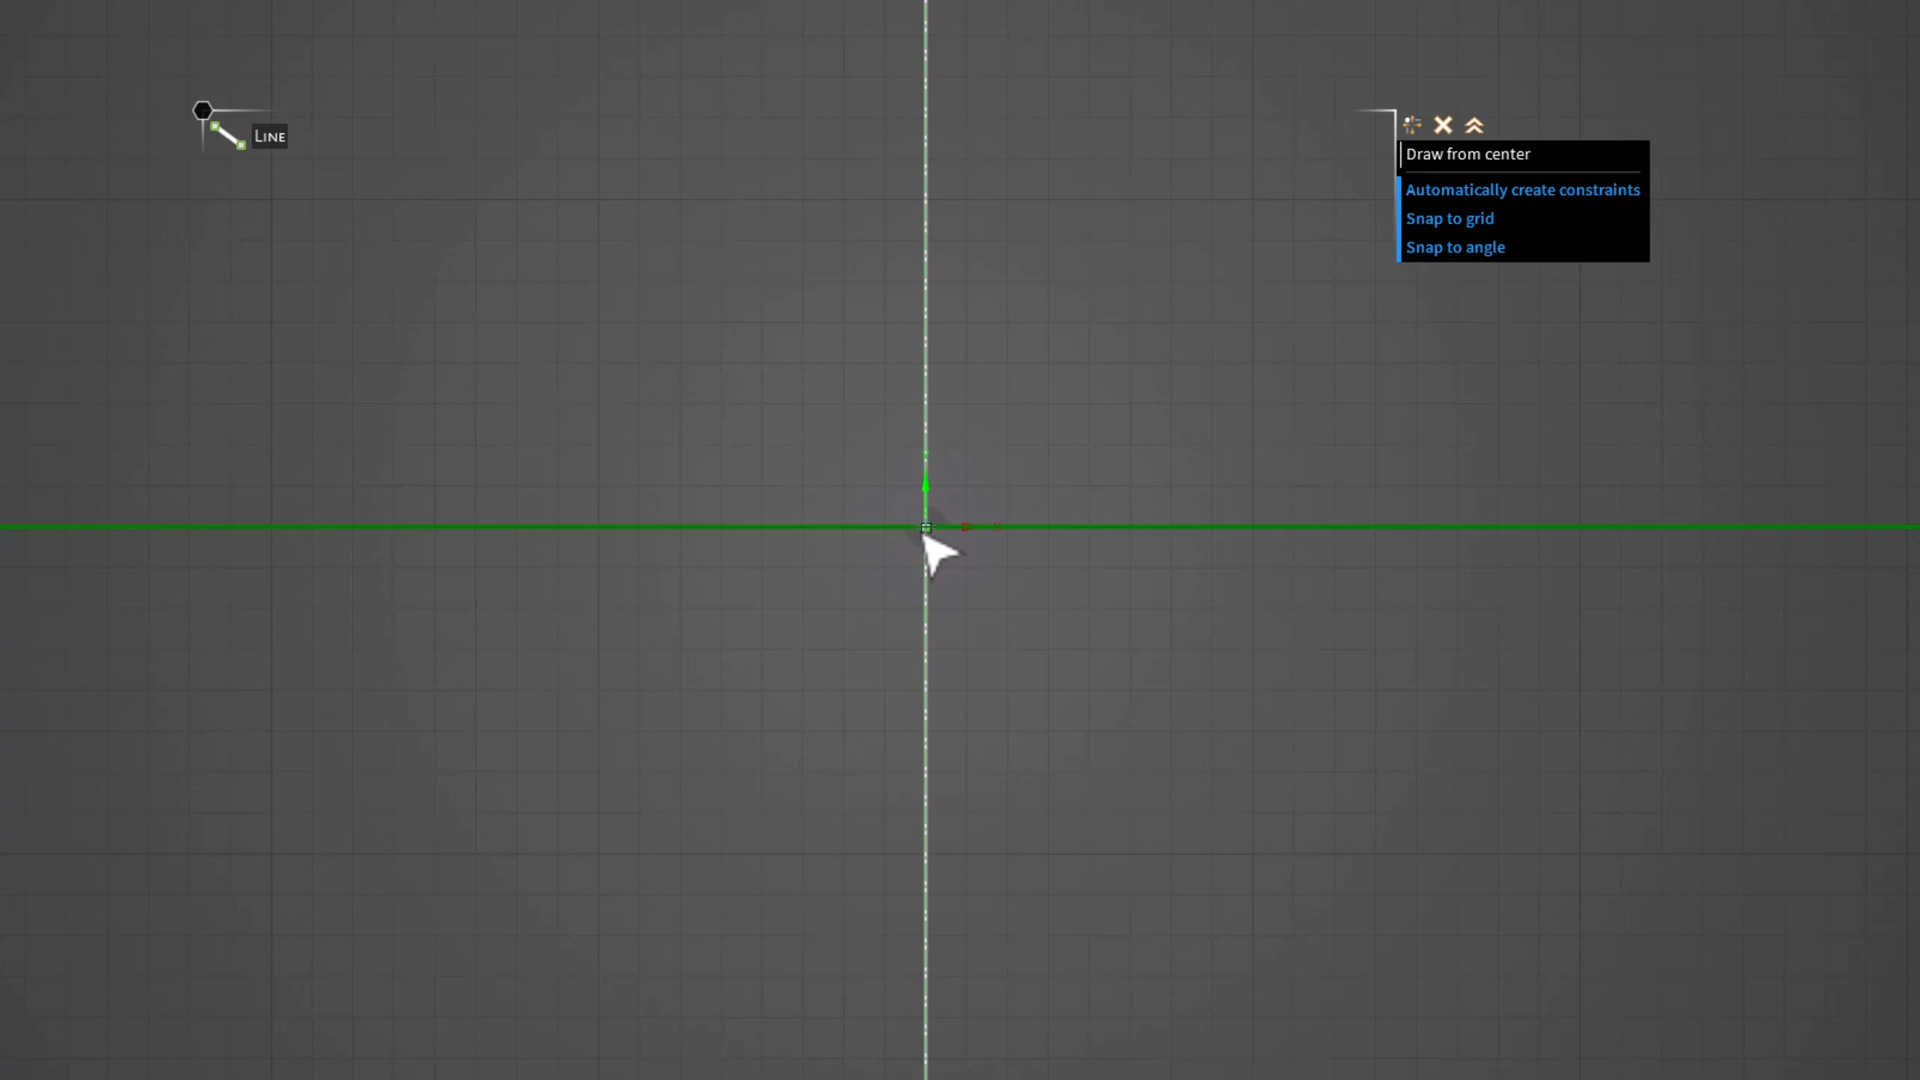 LINE
Draw from center
Automatically create constraints
Snap to grid
Snap to angle